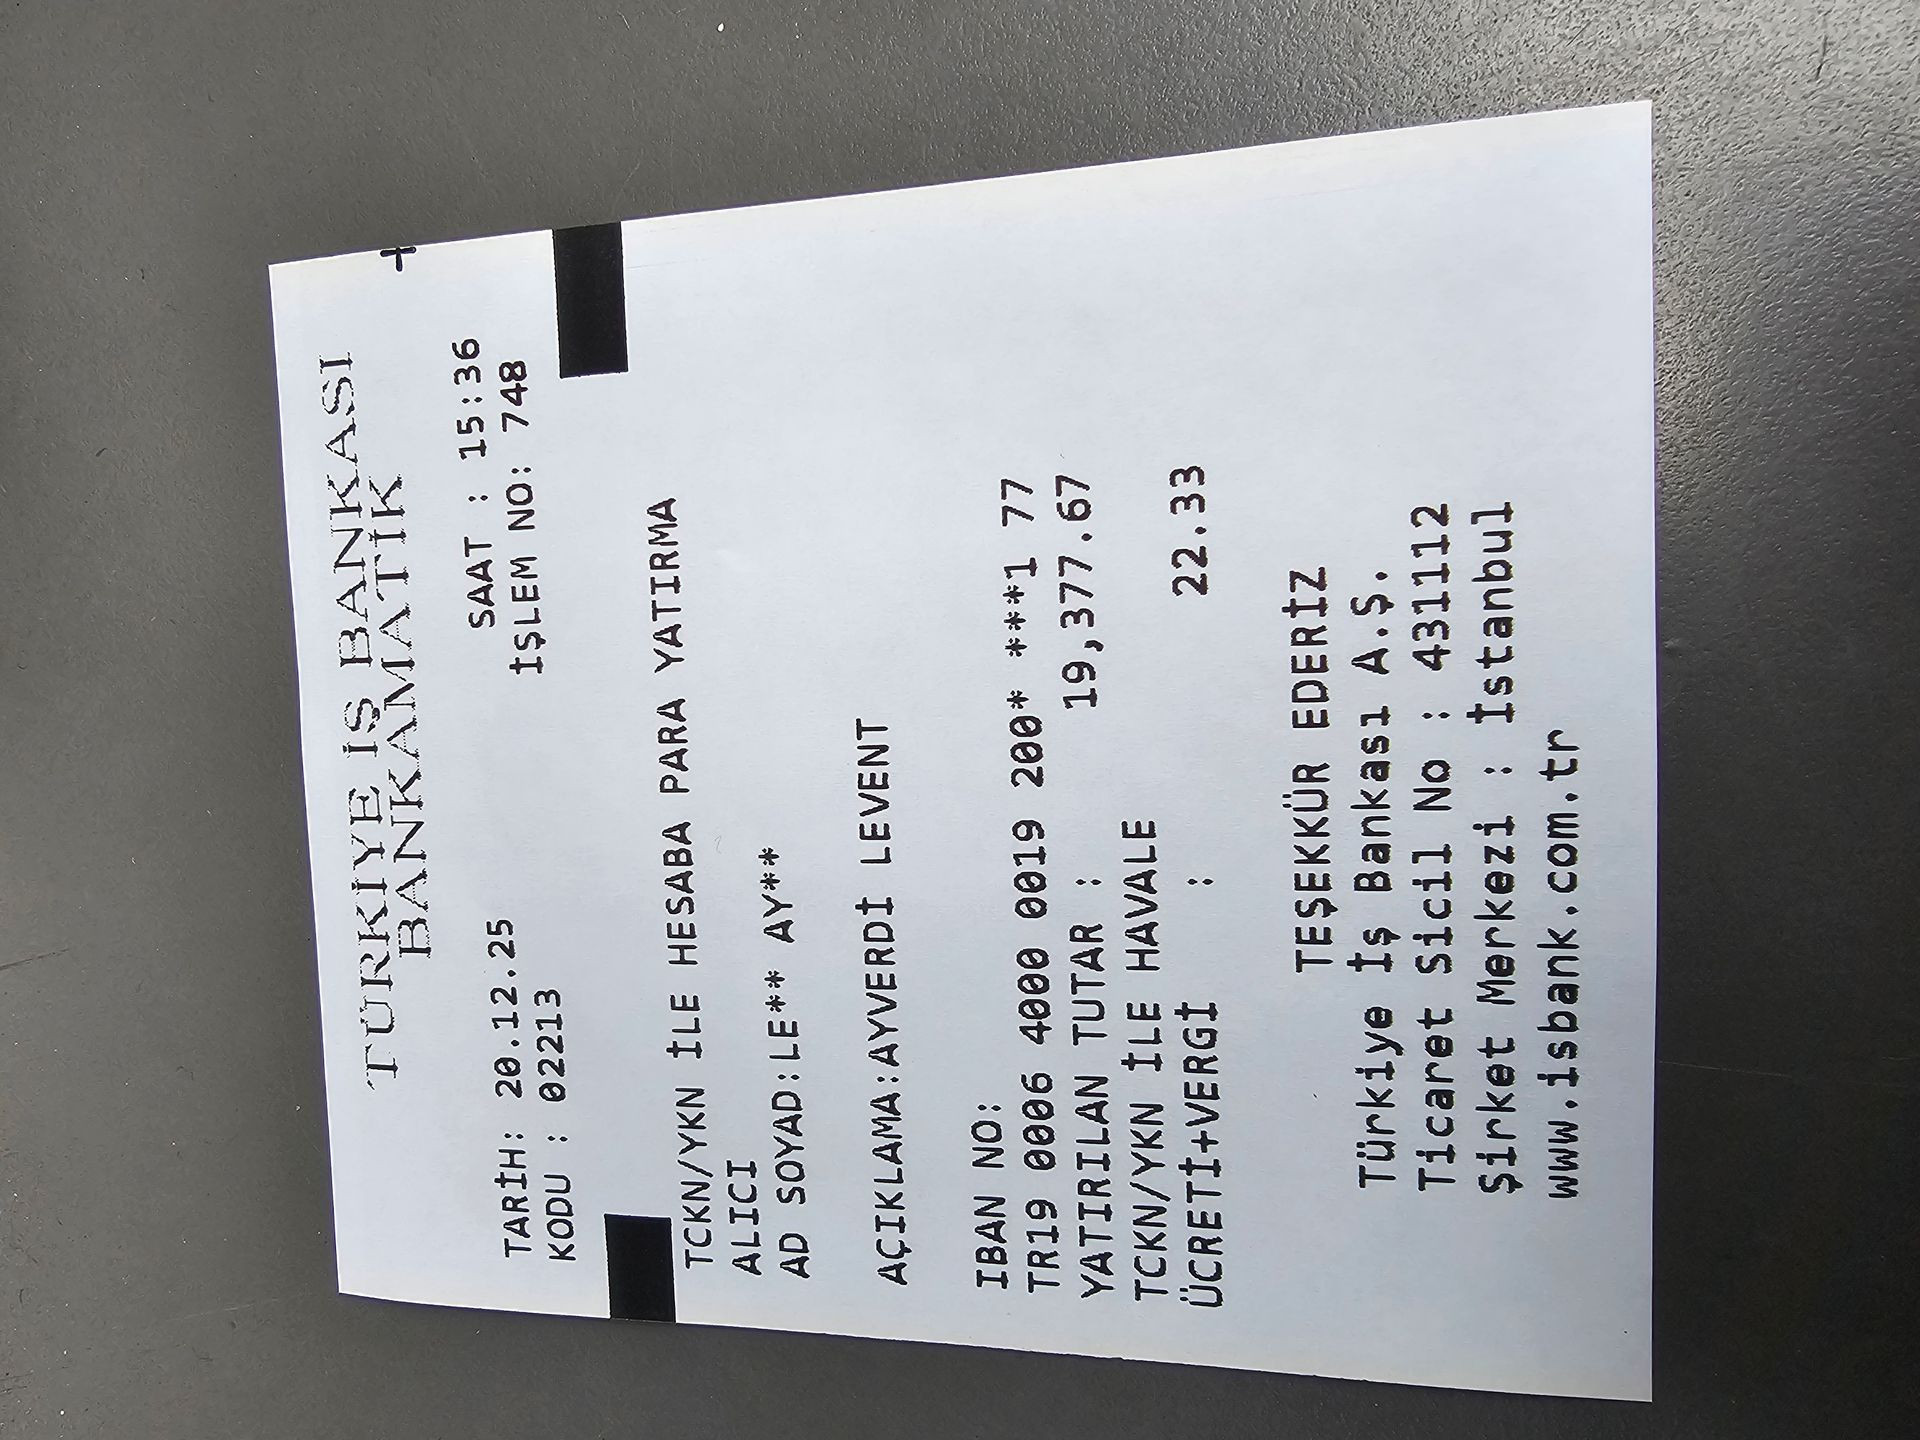 TÜRKİYE İŞ BANKASI
BANKAMATİK
TARİH: 20.12.25 SAAT : 15:36
KODU : 02213 İŞLEM NO: 748
TCKN/YKN İLE HESABA PARA YATIRMA
ALICI
AD SOYAD:LE** AY**
AÇIKLAMA:AYVERDİ LEVENT
IBAN NO:
TR19 0006 4000 0019 200* ***1 77
YATIRILAN TUTAR : 19,377.67
TCKN/YKN İLE HAVALE
ÜCRETİ+VERGİ : 22.33
TEŞEKKÜR EDERİZ
Türkiye İş Bankası A.Ş.
Ticaret Sicil No : 431112
Şirket Merkezi : İstanbul
www.isbank.com.tr